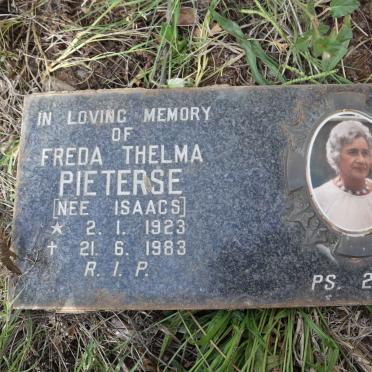 IN LOVING MEMORY
OF
FREDA THELMA
PIETERSE
[NEE ISAACS]
* 2. 1. 1923
† 21. 6. 1983
R. I. P.
PS. 2